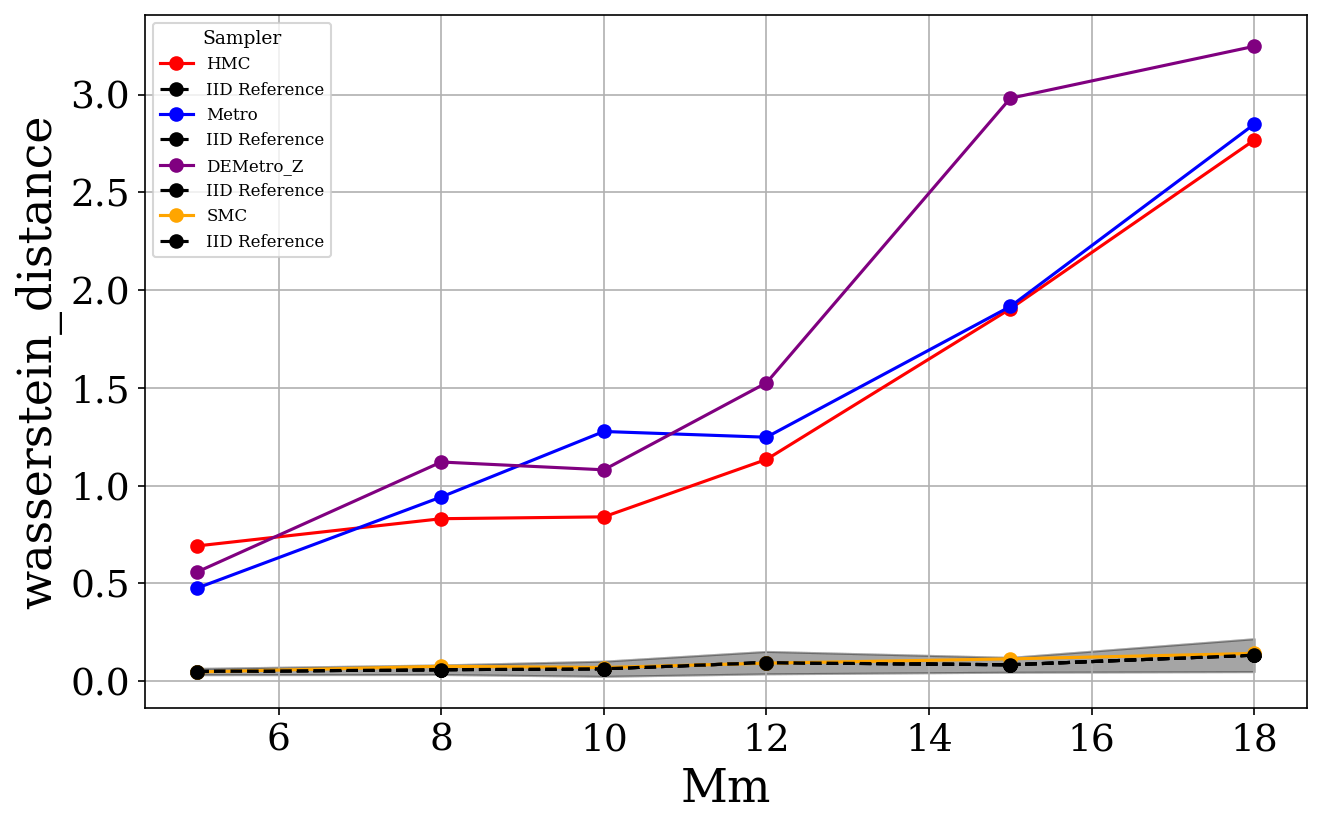 Sampler
HMC
IID Reference
Metro
IID Reference
DEMetro_Z
IID Reference
SMC
IID Reference
wasserstein_distance
3.0
2.5
2.0
1.5
1.0
0.5
0.0
6 8 10 12 14 16 18
Mm